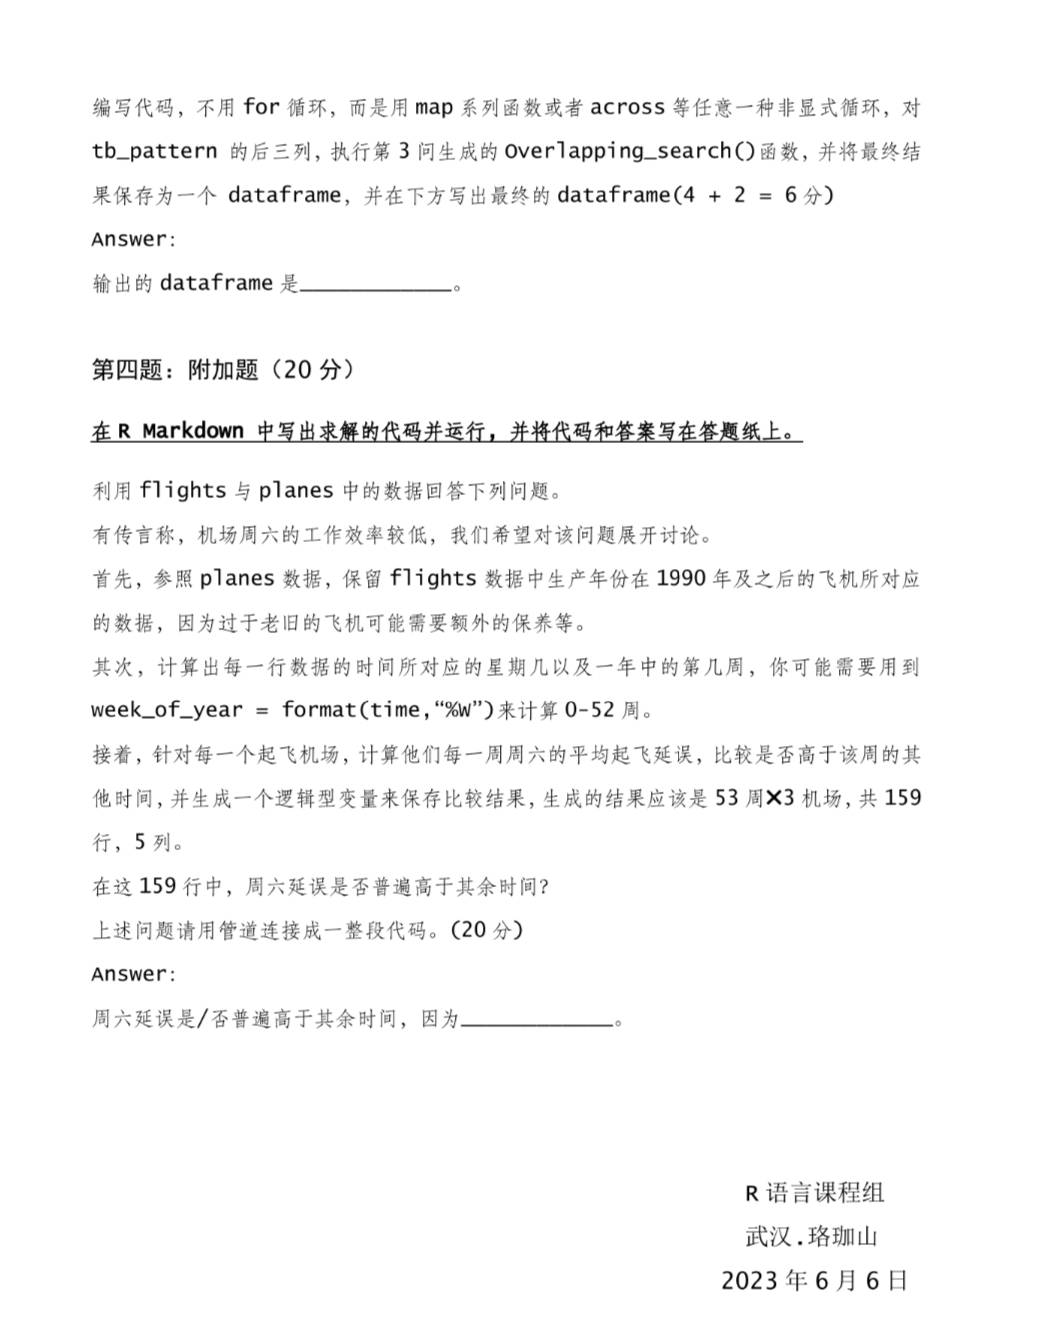 编写代码，不用 for 循环，而是用 map 系列函数或者 across 等任意一种非显式循环，对
tb_pattern 的后三列，执行第 3 问生成的 Overlapping_search()函数，并将最终结
果保存为一个 dataframe，并在下方写出最终的 dataframe(4 + 2 = 6 分)
Answer:
输出的 dataframe 是____________。
第四题：附加题（20 分）
在 R Markdown 中写出求解的代码并运行，并将代码和答案写在答题纸上。
利用 flights 与 planes 中的数据回答下列问题。
有传言称，机场周六的工作效率较低，我们希望对该问题展开讨论。
首先，参照 planes 数据，保留 flights 数据中生产年份在 1990 年及之后的飞机所对应
的数据，因为过于老旧的飞机可能需要额外的保养等。
其次，计算出每一行数据的时间所对应的星期几以及一年中的第几周，你可能需要用到
week_of_year = format(time,“%W”)来计算 0-52 周。
接着，针对每一个起飞机场，计算他们每一周周六的平均起飞延误，比较是否高于该周的其
他时间，并生成一个逻辑型变量来保存比较结果，生成的结果应该是 53 周×3 机场，共 159
行，5 列。
在这 159 行中，周六延误是否普遍高于其余时间？
上述问题请用管道连接成一整段代码。(20 分)
Answer:
周六延误是/否普遍高于其余时间，因为____________。
R 语言课程组
武汉.珞珈山
2023 年 6 月 6 日